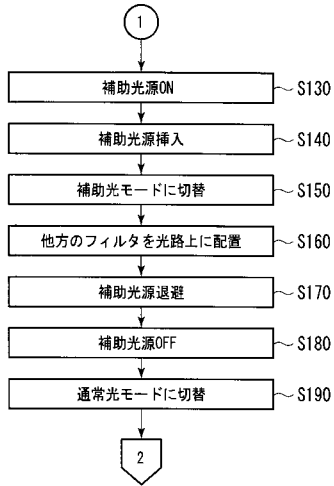 1
補助光源ON S130
補助光源挿入 S140
補助光モードに切替 S150
他方のフィルタを光路上に配置 S160
補助光源退避 S170
補助光源OFF S180
通常光モードに切替 S190
2